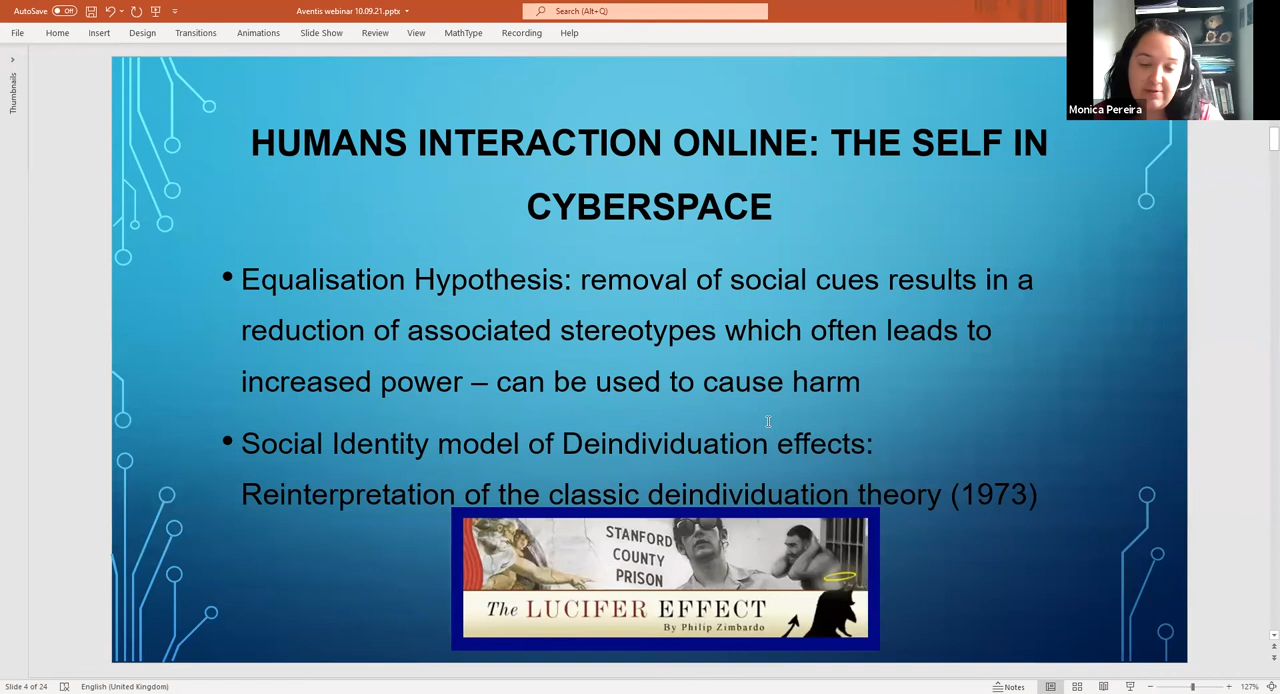 AutoSave Off Aventis webinar 10.09.21.pptx Search (Alt+Q)
File Home Insert Design Transitions Animations Slide Show Review View MathType Recording Help
Monica Pereira
Thumbnails
HUMANS INTERACTION ONLINE: THE SELF IN
CYBERSPACE
• Equalisation Hypothesis: removal of social cues results in a
reduction of associated stereotypes which often leads to
increased power – can be used to cause harm
• Social Identity model of Deindividuation effects:
Reinterpretation of the classic deindividuation theory (1973)
STANFORD
COUNTY
PRISON
The LUCIFER EFFECT
By Philip Zimbardo
Slide 4 of 24 English (United Kingdom) Notes 127%